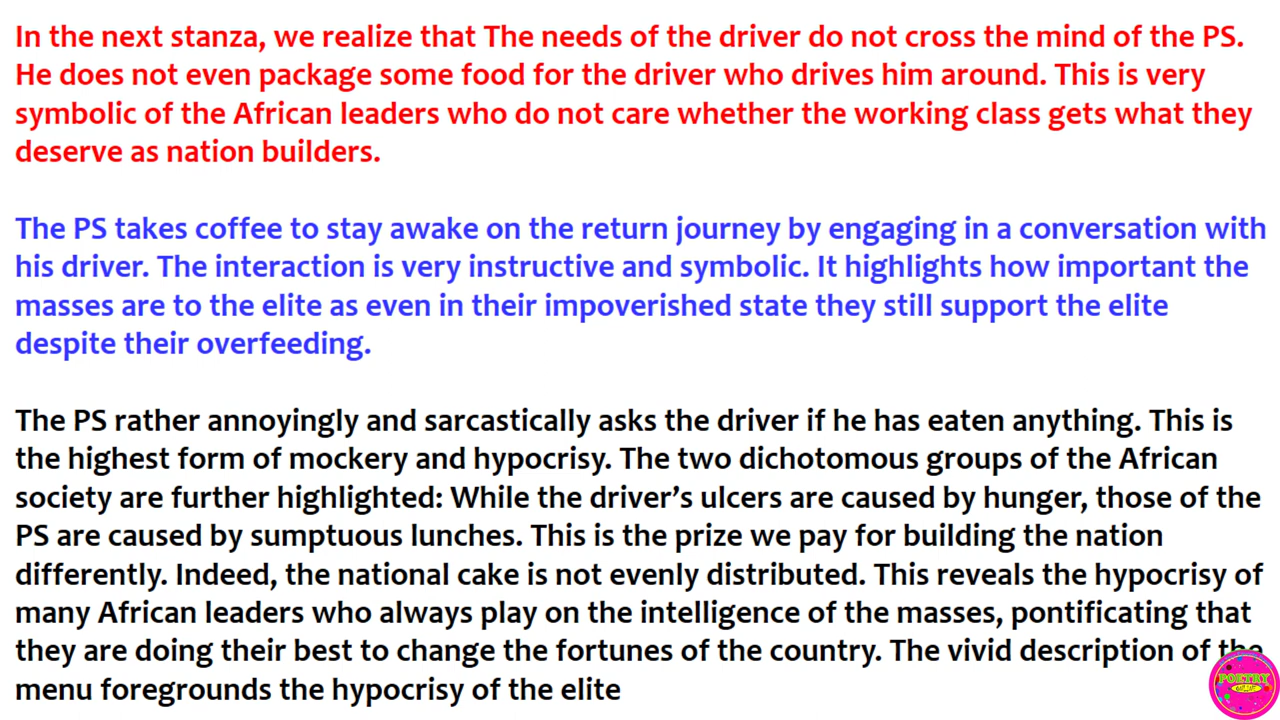 In the next stanza, we realize that The needs of the driver do not cross the mind of the PS.
He does not even package some food for the driver who drives him around. This is very
symbolic of the African leaders who do not care whether the working class gets what they
deserve as nation builders.
The PS takes coffee to stay awake on the return journey by engaging in a conversation with
his driver. The interaction is very instructive and symbolic. It highlights how important the
masses are to the elite as even in their impoverished state they still support the elite
despite their overfeeding.
The PS rather annoyingly and sarcastically asks the driver if he has eaten anything. This is
the highest form of mockery and hypocrisy. The two dichotomous groups of the African
society are further highlighted: While the driver's ulcers are caused by hunger, those of the
PS are caused by sumptuous lunches. This is the prize we pay for building the nation
differently. Indeed, the national cake is not evenly distributed. This reveals the hypocrisy of
many African leaders who always play on the intelligence of the masses, pontificating that
they are doing their best to change the fortunes of the country. The vivid description of the
menu foregrounds the hypocrisy of the elite
POETRY